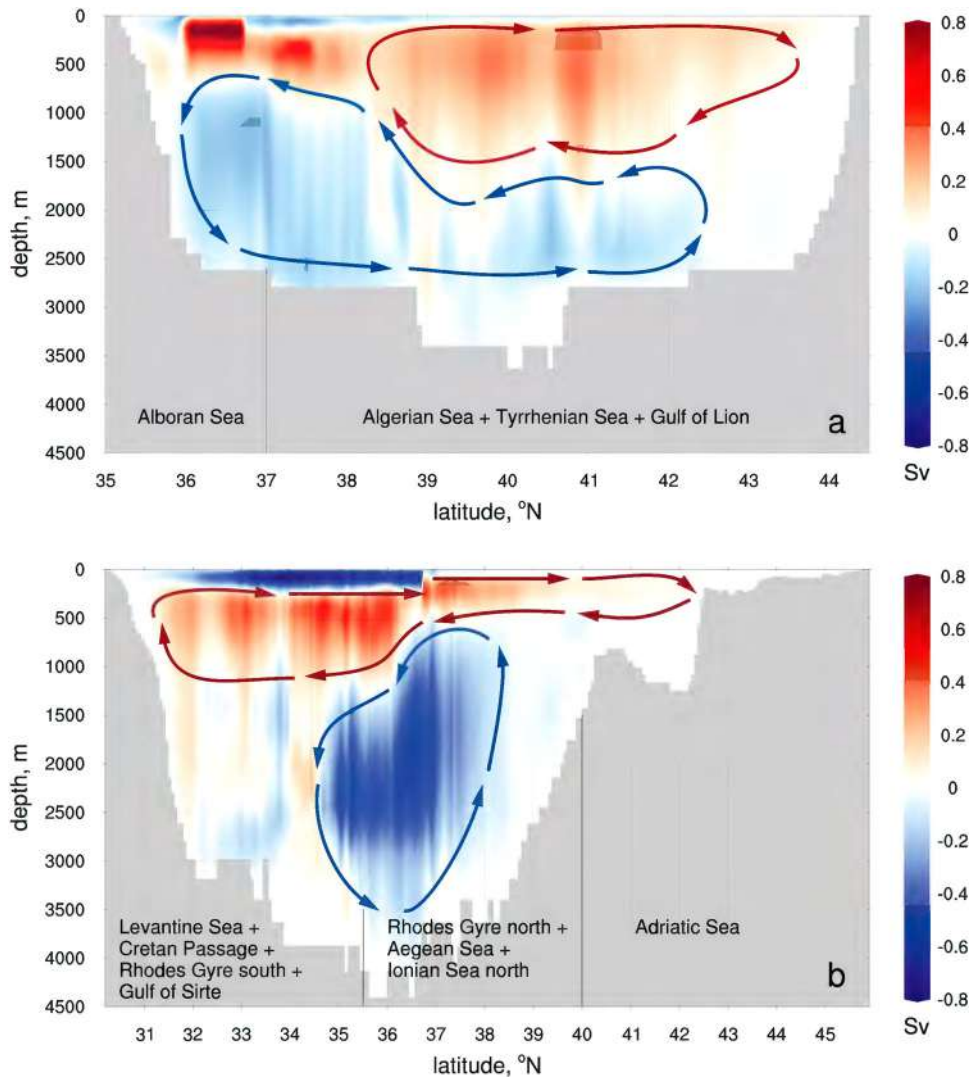 0
500
1000
1500
2000
2500
3000
3500
4000
4500
depth, m
Alboran Sea
Algerian Sea + Tyrrhenian Sea + Gulf of Lion
a
35 36 37 38 39 40 41 42 43 44
latitude, °N
0.8
0.6
0.4
0.2
0
-0.2
-0.4
-0.6
-0.8
Sv
0
500
1000
1500
2000
2500
3000
3500
4000
4500
depth, m
Levantine Sea +
Cretan Passage +
Rhodes Gyre south +
Gulf of Sirte
Rhodes Gyre north +
Aegean Sea +
Ionian Sea north
Adriatic Sea
b
31 32 33 34 35 36 37 38 39 40 41 42 43 44 45
latitude, °N
0.8
0.6
0.4
0.2
0
-0.2
-0.4
-0.6
-0.8
Sv